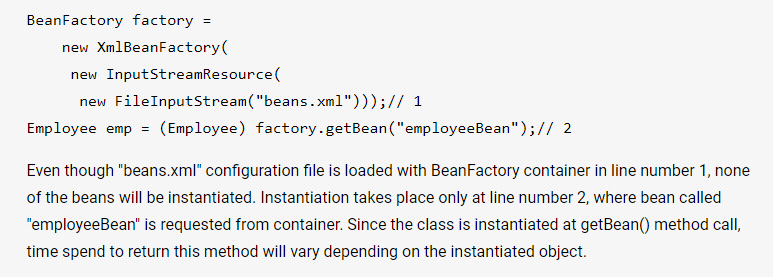 BeanFactory factory =
new XmlBeanFactory(
new InputStreamResource(
new FileInputStream("beans.xml")));// 1
Employee emp = (Employee) factory.getBean("employeeBean");// 2
Even though "beans.xml" configuration file is loaded with BeanFactory container in line number 1, none
of the beans will be instantiated. Instantiation takes place only at line number 2, where bean called
"employeeBean" is requested from container. Since the class is instantiated at getBean() method call,
time spend to return this method will vary depending on the instantiated object.